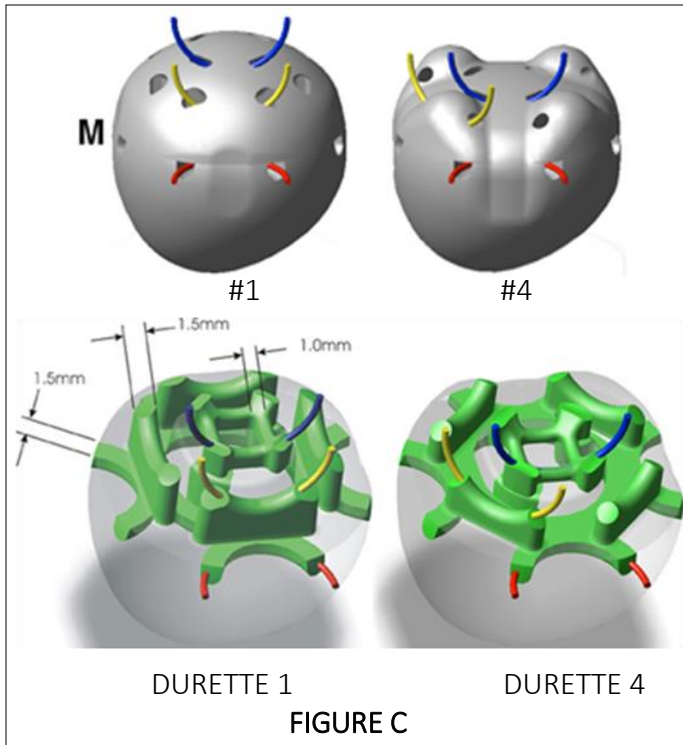 M
#1 #4
1.5mm
1.0mm
1.5mm
DURETTE 1 DURETTE 4
FIGURE C